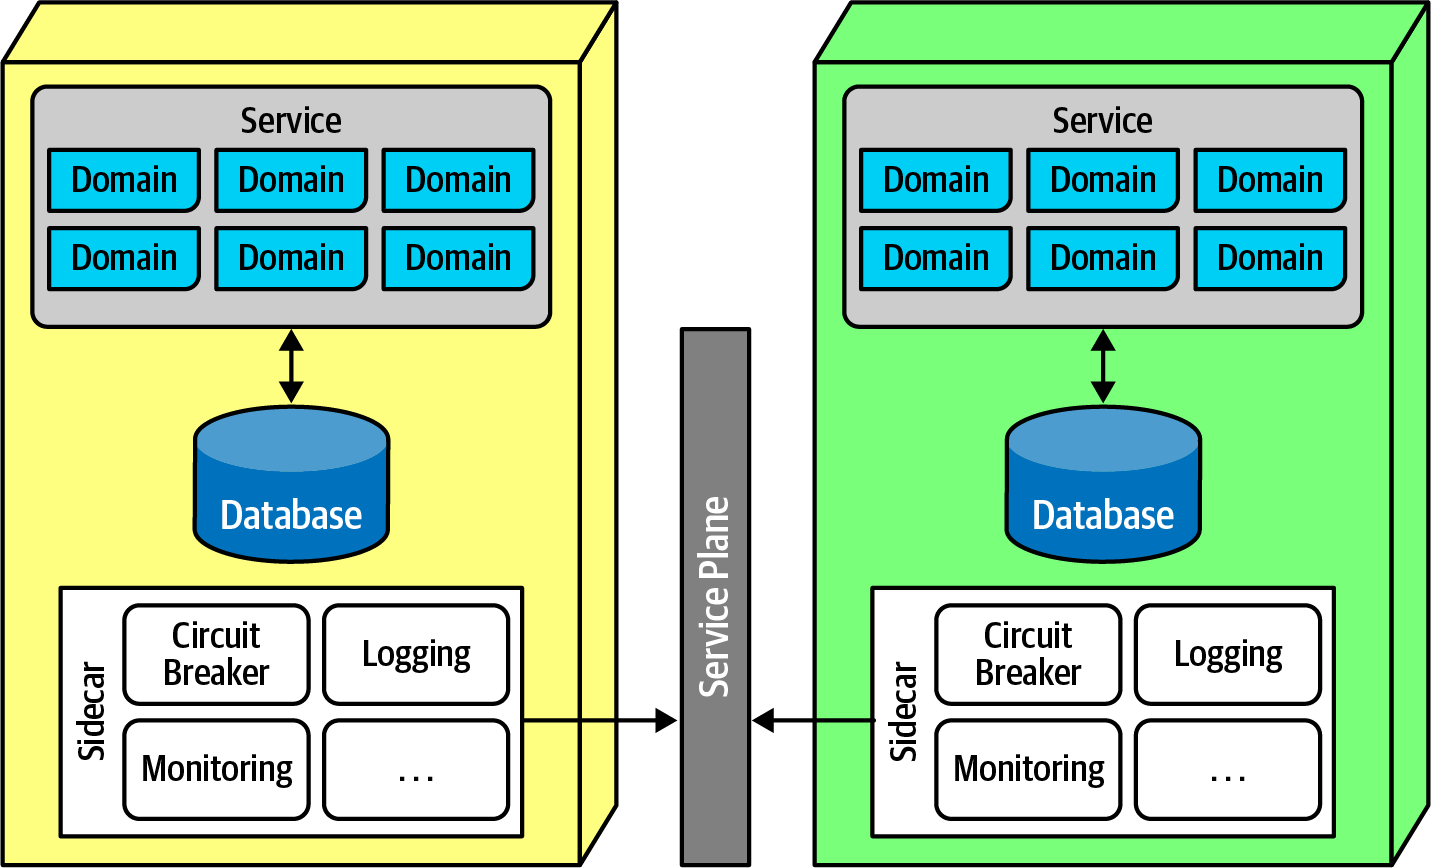 Service
Domain Domain Domain
Domain Domain Domain
Database
Sidecar
Circuit
Breaker
Logging
Monitoring
...
Service Plane
Service
Domain Domain Domain
Domain Domain Domain
Database
Sidecar
Circuit
Breaker
Logging
Monitoring
...